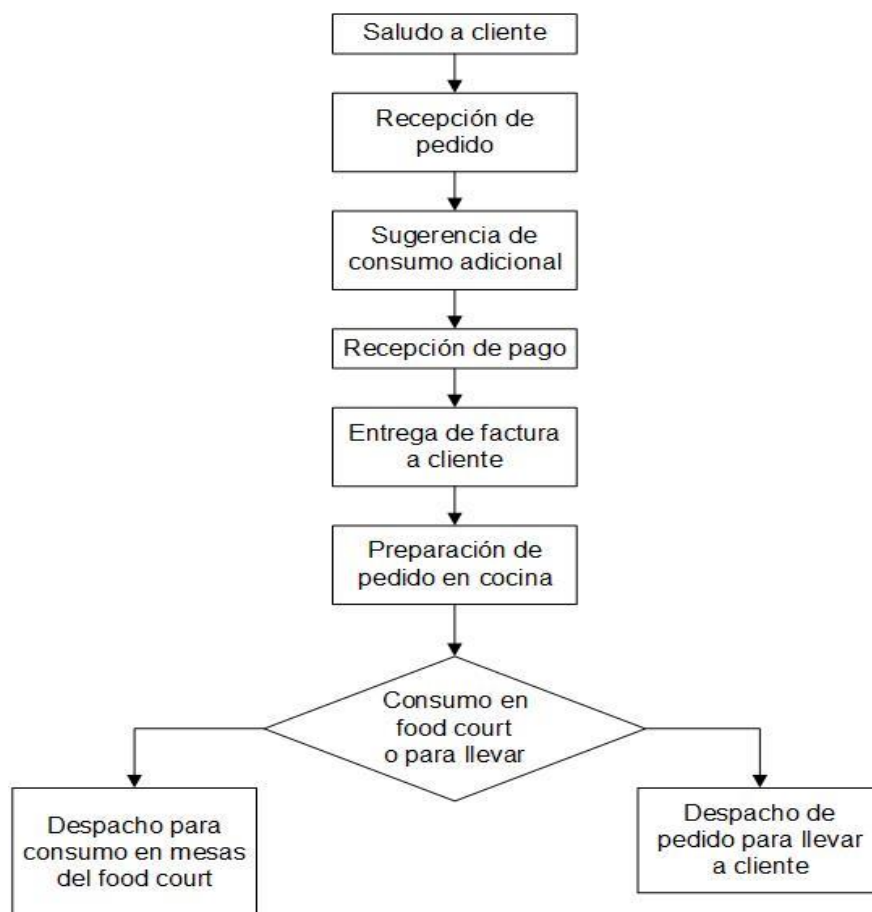 Saludo a cliente
Recepción de
pedido
Sugerencia de
consumo adicional
Recepción de pago
Entrega de factura
a cliente
Preparación de
pedido en cocina
Consumo en
food court
o para llevar
Despacho para
consumo en mesas
del food court
Despacho de
pedido para llevar
a cliente